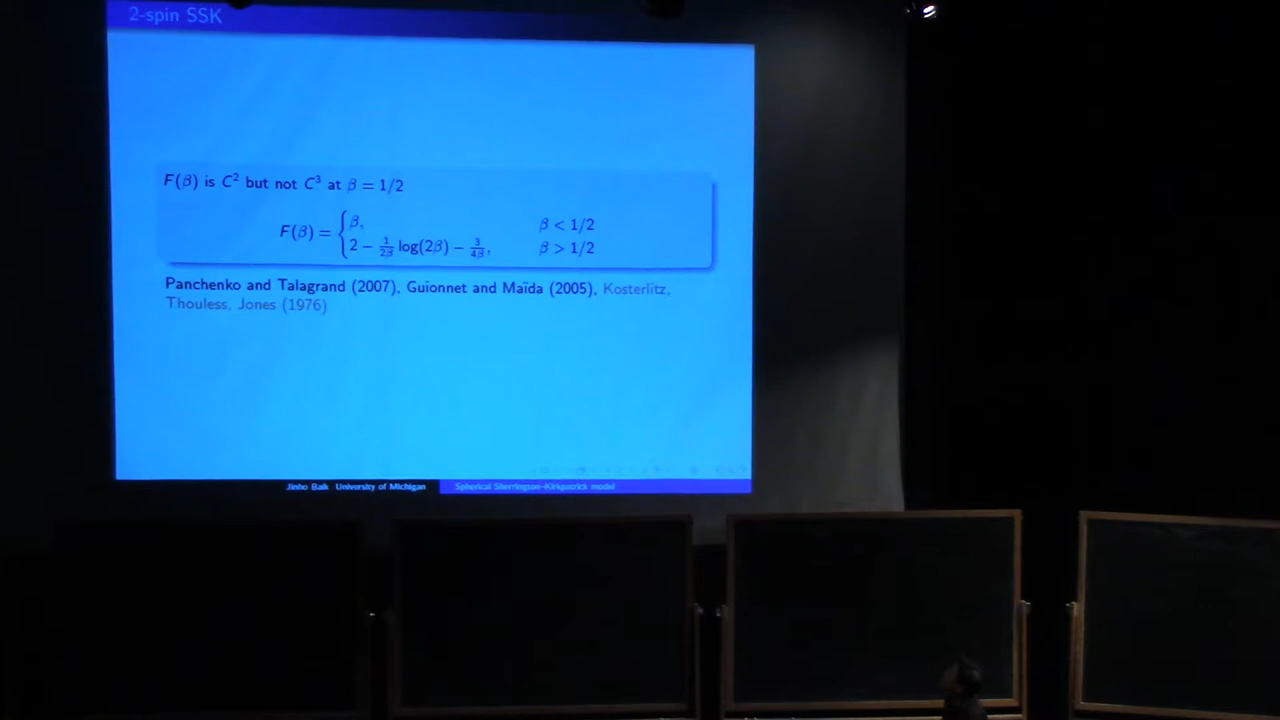 2-spin SSK
F(β) is C² but not C³ at β = 1/2
F(β) = { β, β < 1/2
2 − 1/2β log(2β) − 3/4β, β > 1/2
Panchenko and Talagrand (2007), Guionnet and Maïda (2005), Kosterlitz,
Thouless, Jones (1976)
Jinho Baik University of Michigan Spherical Sherrington–Kirkpatrick model